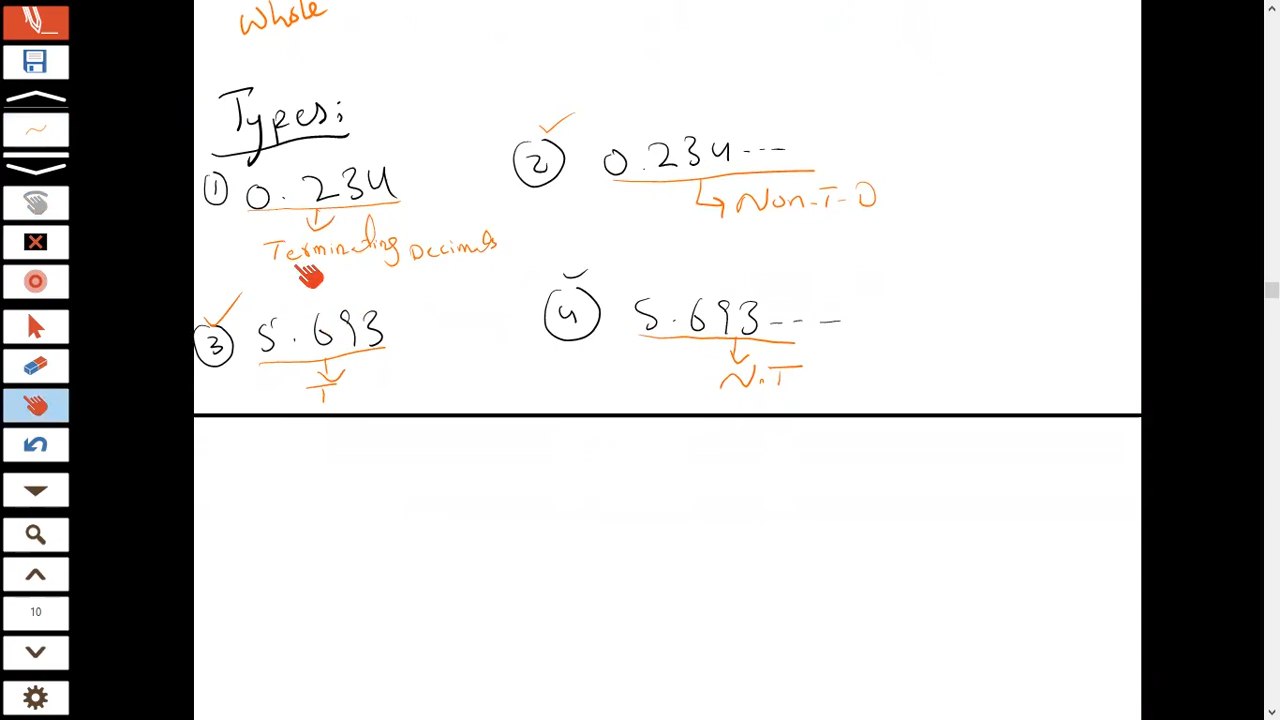 Whole
Types:
① 0.234
Terminating Decimals
② 0.234...
Non-T-D
③ 5.693
T
④ 5.693----
N.T
10